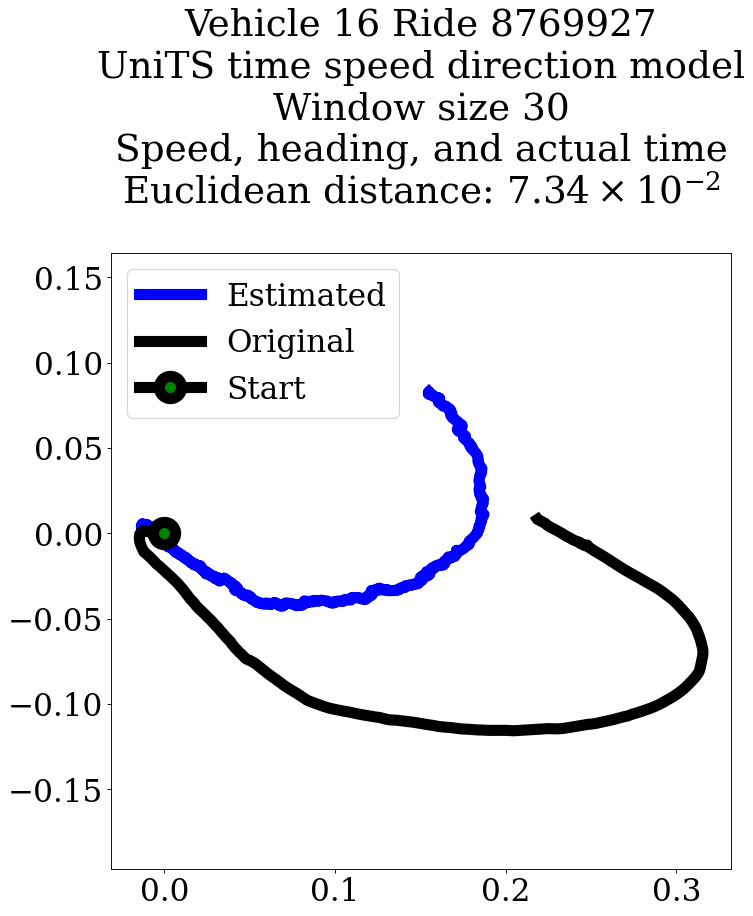 Vehicle 16 Ride 8769927
UniTS time speed direction model
Window size 30
Speed, heading, and actual time
Euclidean distance: 7.34 × 10⁻²
0.15
Estimated
0.10
Original
Start
0.05
0.00
−0.05
−0.10
−0.15
0.0 0.1 0.2 0.3